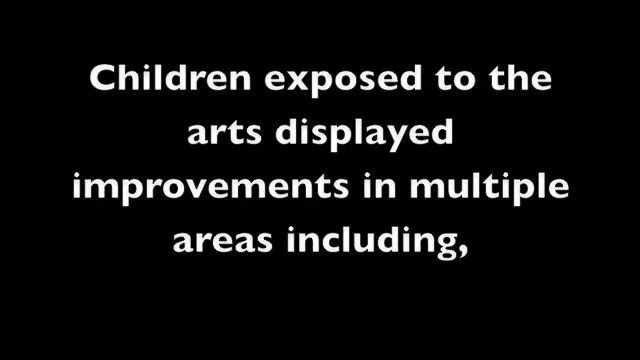 Children exposed to the
arts displayed
improvements in multiple
areas including,